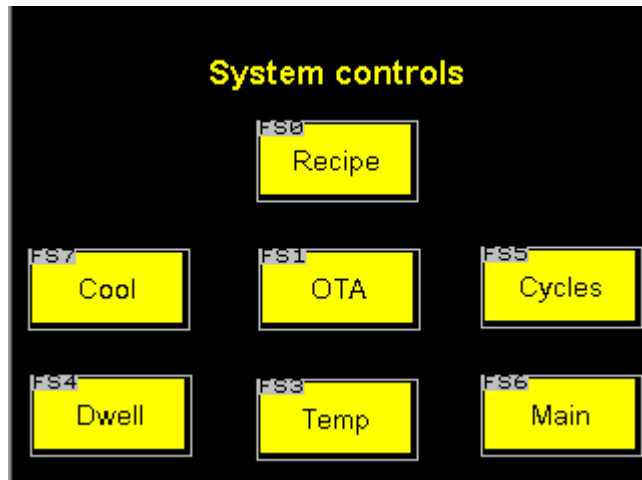 System controls
FS0
Recipe
FS7
Cool
FS1
OTA
FS5
Cycles
FS4
Dwell
FS3
Temp
FS6
Main